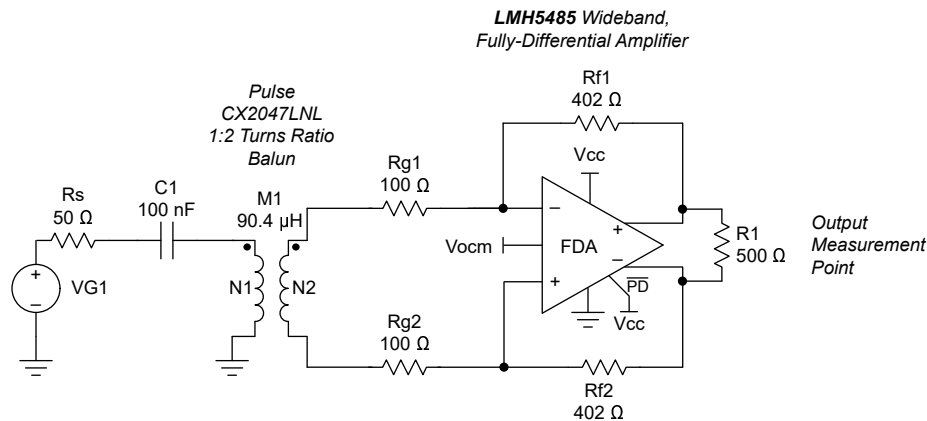 LMH5485 Wideband,
Fully-Differential Amplifier
Pulse
CX2047LNL
1:2 Turns Ratio
Balun
Rf1
402 Ω
Vcc
Rg1
100 Ω
C1
100 nF
M1
90.4 µH
Rs
50 Ω
−
+
Vocm
FDA
+
−
R1
500 Ω
Output
Measurement
Point
+
−
VG1
N1
N2
+
PD
Vcc
Rg2
100 Ω
Rf2
402 Ω